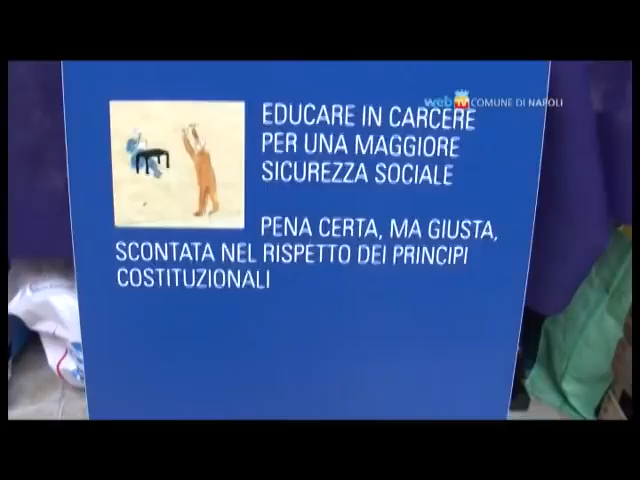 web TV COMUNE DI NAPOLI
EDUCARE IN CARCERE
PER UNA MAGGIORE
SICUREZZA SOCIALE
PENA CERTA, MA GIUSTA,
SCONTATA NEL RISPETTO DEI PRINCIPI
COSTITUZIONALI